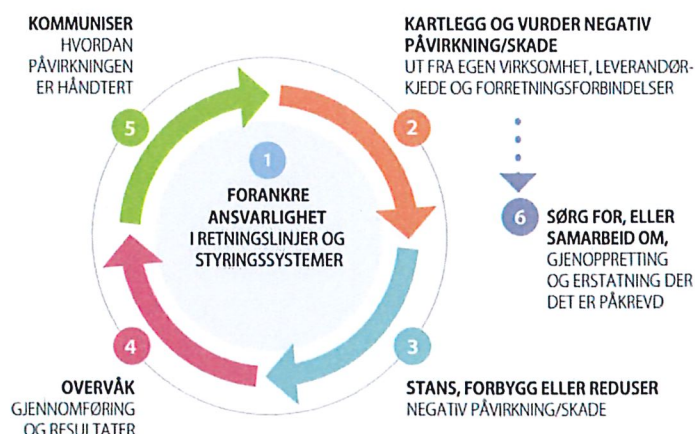 1
FORANKRE
ANSVARLIGHET
I RETNINGSLINJER OG
STYRINGSSYSTEMER
2
KARTLEGG OG VURDER NEGATIV
PÅVIRKNING/SKADE
UT FRA EGEN VIRKSOMHET, LEVERANDØR-
KJEDE OG FORRETNINGSFORBINDELSER
3
STANS, FORBYGG ELLER REDUSER
NEGATIV PÅVIRKNING/SKADE
4
OVERVÅK
GJENNOMFØRING
OG RESULTATER
5
KOMMUNISER
HVORDAN
PÅVIRKNINGEN
ER HÅNDTERT
6
SØRG FOR, ELLER
SAMARBEID OM,
GJENOPPRETTING
OG ERSTATNING DER
DET ER PÅKREVD